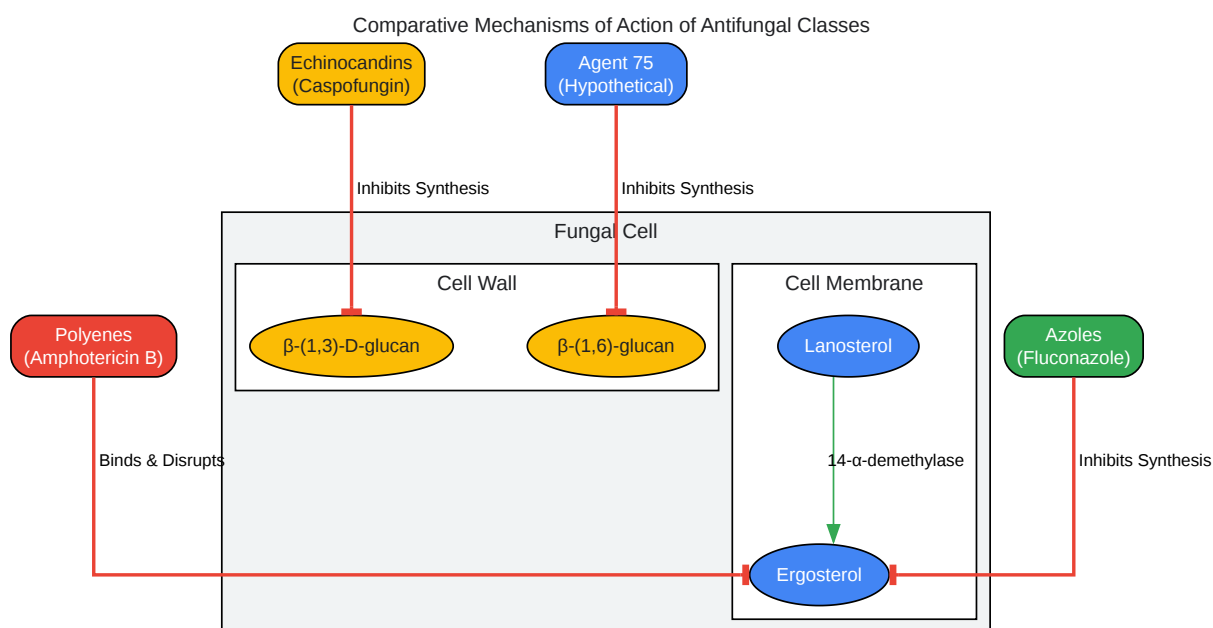 Comparative Mechanisms of Action of Antifungal Classes
Echinocandins
(Caspofungin)
Agent 75
(Hypothetical)
Inhibits Synthesis
Inhibits Synthesis
Fungal Cell
Cell Wall
Cell Membrane
Polyenes
(Amphotericin B)
β-(1,3)-D-glucan
β-(1,6)-glucan
Lanosterol
Azoles
(Fluconazole)
Binds & Disrupts
14-α-demethylase
Inhibits Synthesis
Ergosterol